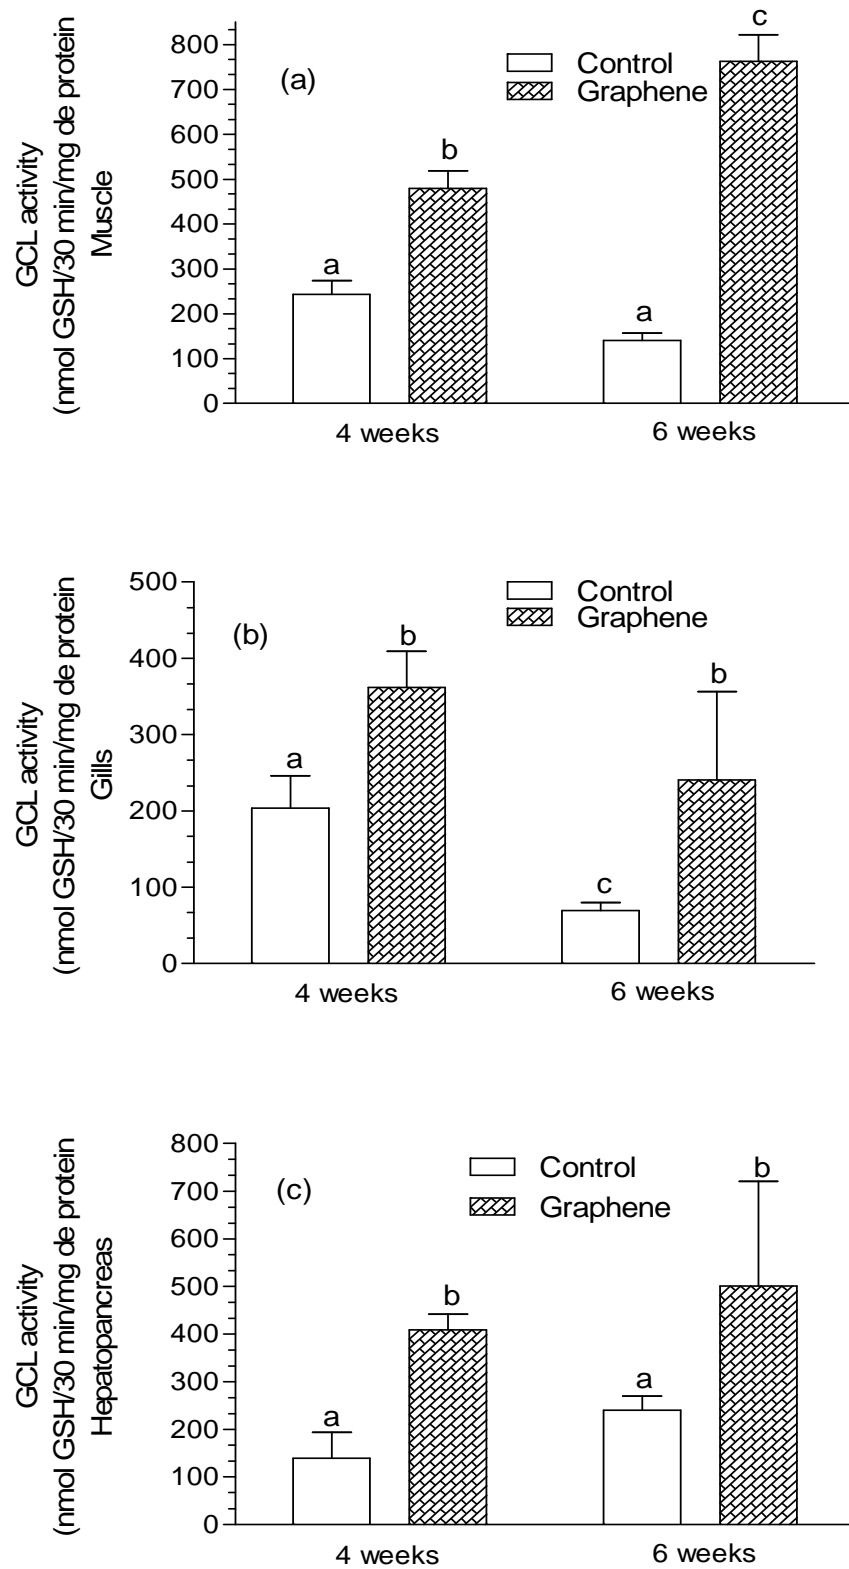 GCL activity
(nmol GSH/30 min/mg de protein
Muscle
800
700
600
500
400
300
200
100
0
(a)
Control
Graphene
a
b
a
c
4 weeks
6 weeks
GCL activity
(nmol GSH/30 min/mg de protein
Gills
500
400
300
200
100
0
(b)
Control
Graphene
a
b
c
b
4 weeks
6 weeks
GCL activity
(nmol GSH/30 min/mg de protein
Hepatopancreas
800
700
600
500
400
300
200
100
0
(c)
Control
Graphene
a
b
a
b
4 weeks
6 weeks